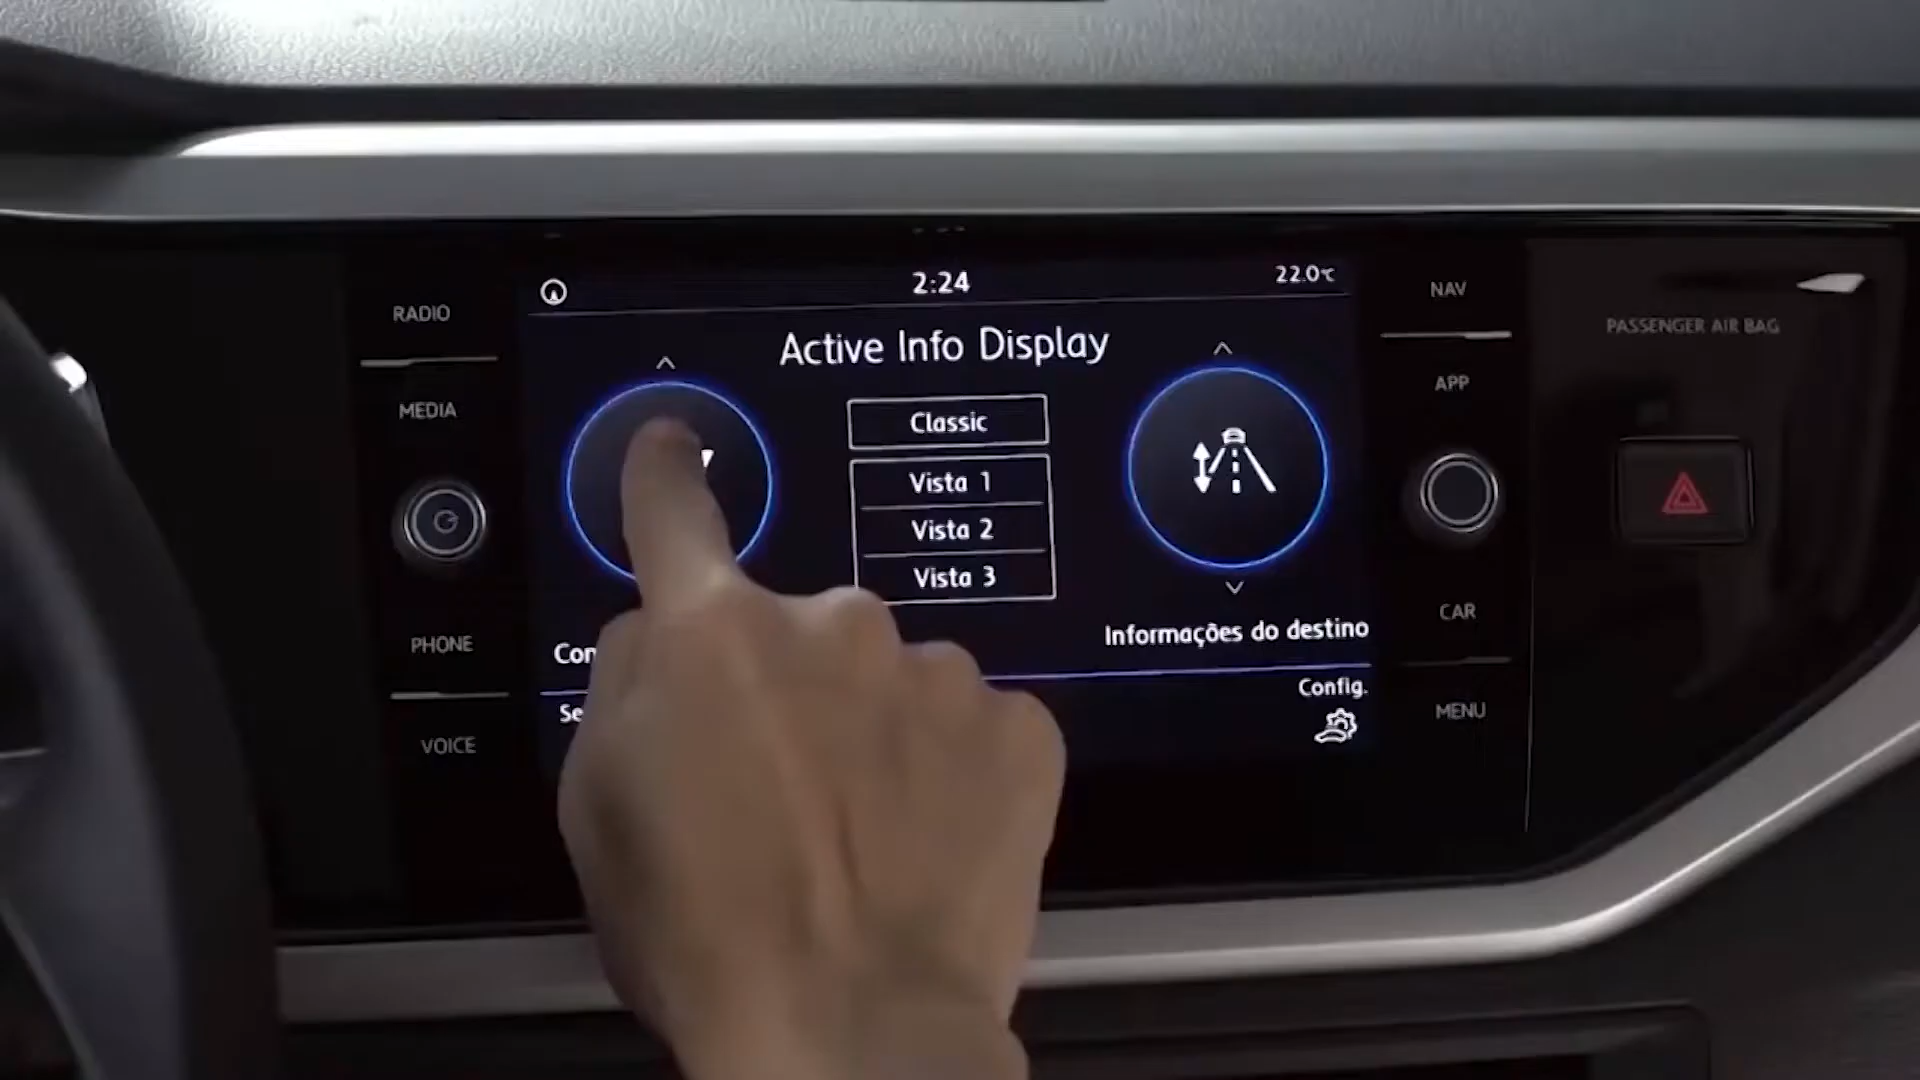 2:24
22.0°C
RADIO
MEDIA
PHONE
VOICE
Active Info Display
Classic
Vista 1
Vista 2
Vista 3
Informações do destino
Config.
NAV
APP
CAR
MENU
PASSENGER AIR BAG